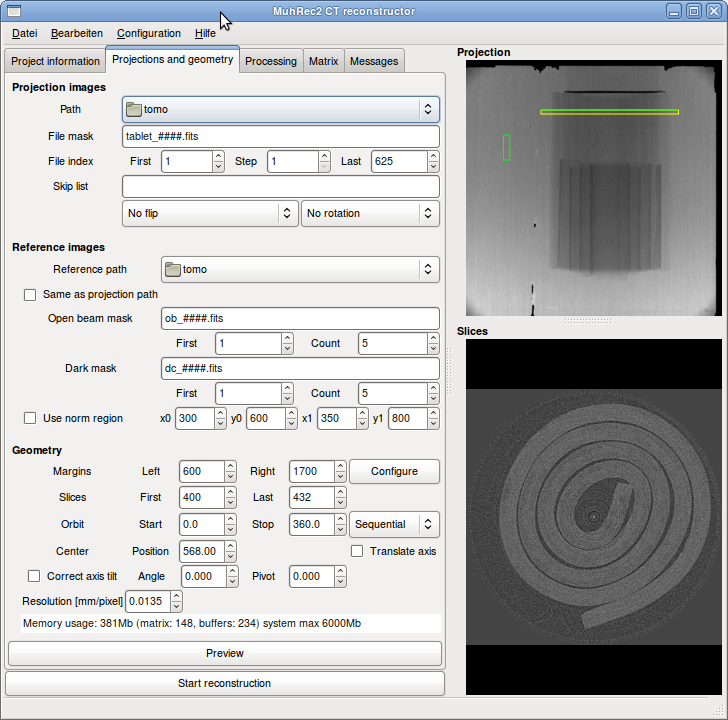 MuhRec2 CT reconstructor
Datei Bearbeiten Configuration Hilfe
Project information Projections and geometry Processing Matrix Messages
Projection images
Path tomo
File mask tablet_####.fits
File index First 1 Step 1 Last 625
Skip list
No flip No rotation
Reference images
Reference path tomo
Same as projection path
Open beam mask ob_####.fits
First 1 Count 5
Dark mask dc_####.fits
First 1 Count 5
Use norm region x0 300 y0 600 x1 350 y1 800
Geometry
Margins Left 600 Right 1700 Configure
Slices First 400 Last 432
Orbit Start 0.0 Stop 360.0 Sequential
Center Position 568.00 Translate axis
Correct axis tilt Angle 0.000 Pivot 0.000
Resolution [mm/pixel] 0.0135
Memory usage: 381Mb (matrix: 148, buffers: 234) system max 6000Mb
Preview
Start reconstruction
Projection
Slices